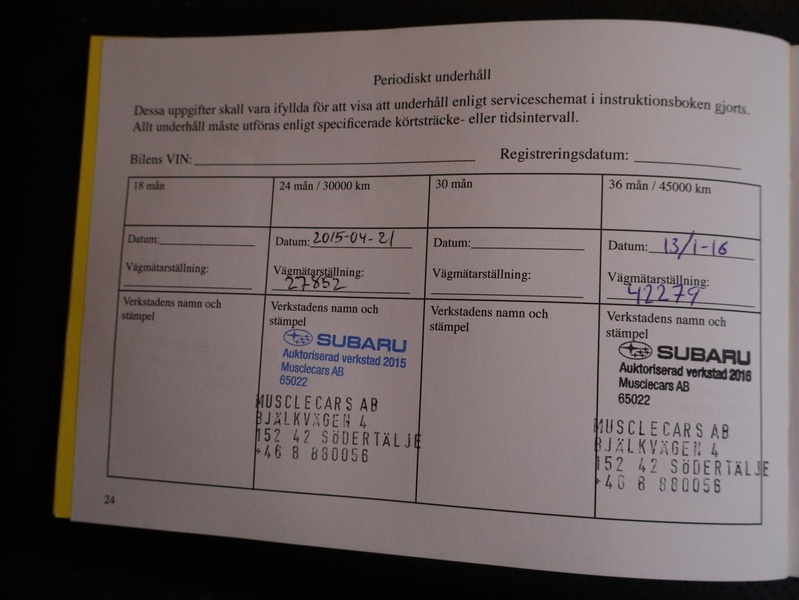 Periodiskt underhåll
Dessa uppgifter skall vara ifyllda för att visa att underhåll enligt serviceschemat i instruktionsboken gjorts.
Allt underhåll måste utföras enligt specificerade körtsträcke- eller tidsintervall.
Bilens VIN: Registreringsdatum:
18 mån
Datum:
Vägmätarställning:
Verkstadens namn och
stämpel
24 mån / 30000 km
Datum: 2015-04-21
Vägmätarställning:
27852
Verkstadens namn och
stämpel
SUBARU
Auktoriserad verkstad 2015
Musclecars AB
65022
MUSCLECARS AB
BJÄLKVÄGEN 4
152 42 SÖDERTÄLJE
+46 8 880056
30 mån
Datum:
Vägmätarställning:
Verkstadens namn och
stämpel
36 mån / 45000 km
Datum: 13/1-16
Vägmätarställning:
42279
Verkstadens namn och
stämpel
SUBARU
Auktoriserad verkstad 2016
Musclecars AB
65022
MUSCLECARS AB
BJÄLKVÄGEN 4
152 42 SÖDERTÄLJE
+46 8 880056
24